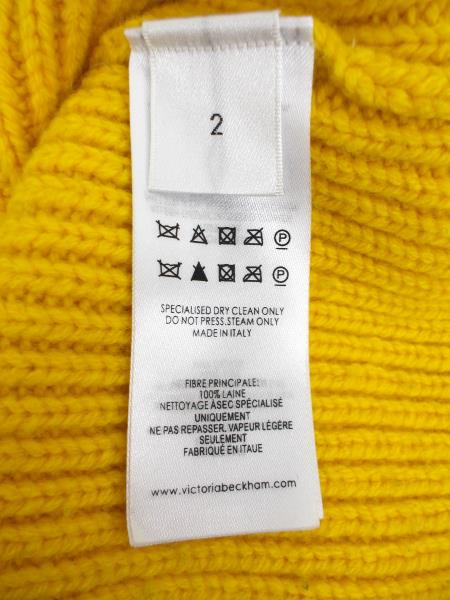 2
P
P
SPECIALISED DRY CLEAN ONLY
DO NOT PRESS.STEAM ONLY
MADE IN ITALY
FIBRE PRINCIPALE:
100%LAINE
NETTOYAGE ÀSEC SPÉCIALISÉ
UNIQUEMENT
NE PAS REPASSER, VAPEUR LÉGÈRE
SEULEMENT
FABRIQUÉ EN ITALIE
www.victoriabeckham.com